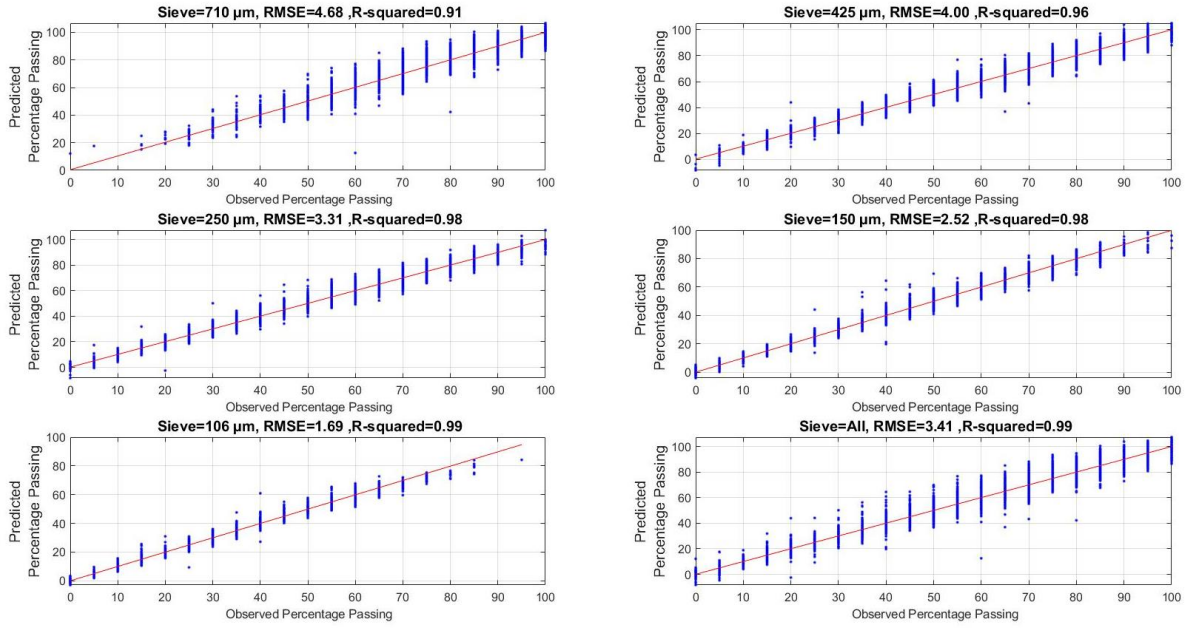 Sieve=710 µm, RMSE=4.68 ,R-squared=0.91
Predicted
Percentage Passing
100
80
60
40
20
0
0 10 20 30 40 50 60 70 80 90 100
Observed Percentage Passing
Sieve=425 µm, RMSE=4.00 ,R-squared=0.96
Predicted
Percentage Passing
100
80
60
40
20
0
0 10 20 30 40 50 60 70 80 90 100
Observed Percentage Passing
Sieve=250 µm, RMSE=3.31 ,R-squared=0.98
Predicted
Percentage Passing
100
80
60
40
20
0
0 10 20 30 40 50 60 70 80 90 100
Observed Percentage Passing
Sieve=150 µm, RMSE=2.52 ,R-squared=0.98
Predicted
Percentage Passing
100
80
60
40
20
0
0 10 20 30 40 50 60 70 80 90 100
Observed Percentage Passing
Sieve=106 µm, RMSE=1.69 ,R-squared=0.99
Predicted
Percentage Passing
100
80
60
40
20
0
0 10 20 30 40 50 60 70 80 90 100
Observed Percentage Passing
Sieve=All, RMSE=3.41 ,R-squared=0.99
Predicted
Percentage Passing
100
80
60
40
20
0
0 10 20 30 40 50 60 70 80 90 100
Observed Percentage Passing